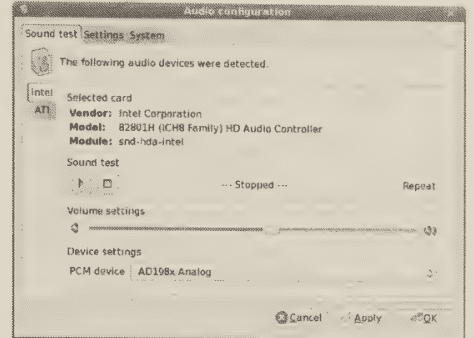 Audio configuration
Sound test Settings System
The following audio devices were detected.
Intel
ATI
Selected card
Vendor: Intel Corporation
Model: 82801H (ICH8 Family) HD Audio Controller
Module: snd-hda-intel
Sound test
--- Stopped ---
Repeat
Volume settings
Device settings
PCM device AD198x Analog
Cancel Apply OK